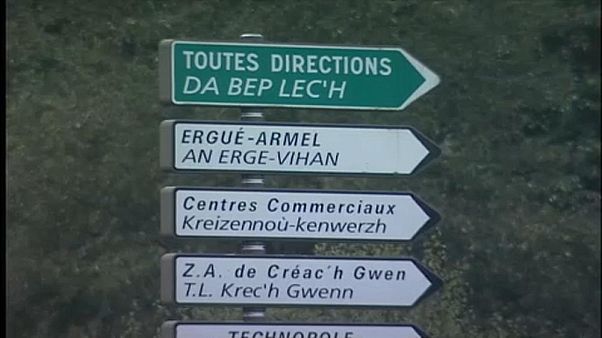 TOUTES DIRECTIONS
DA BEP LEC'H
ERGUÉ-ARMEL
AN ERGE-VIHAN
Centres Commerciaux
Kreizennoù-kenwerzh
Z.A. de Créac'h Gwen
T.L. Krec'h Gwenn
TECHNOPOLE